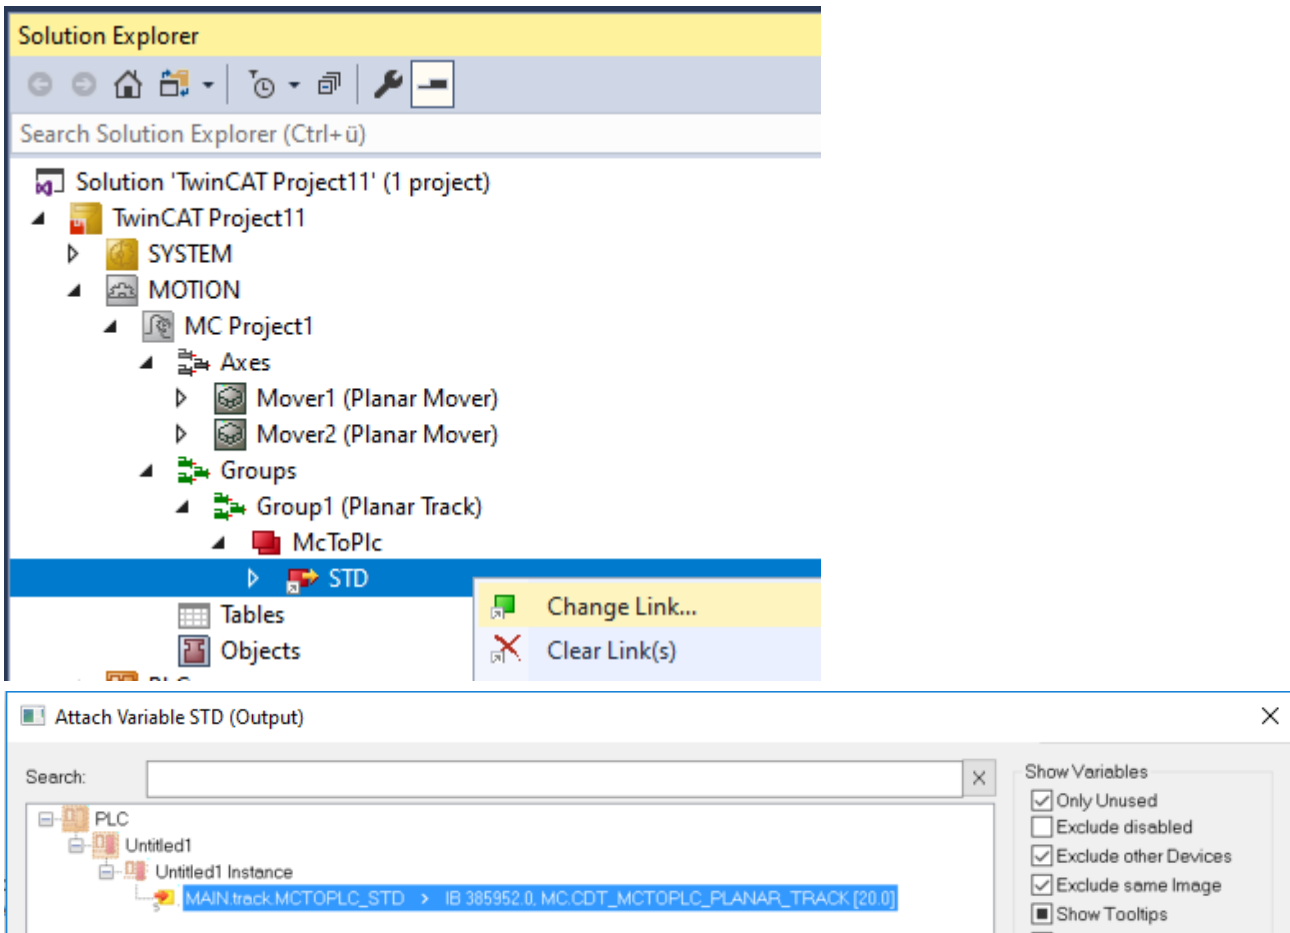 Solution Explorer
Search Solution Explorer (Ctrl+ü)
Solution 'TwinCAT Project11' (1 project)
TwinCAT Project11
SYSTEM
MOTION
MC Project1
Axes
Mover1 (Planar Mover)
Mover2 (Planar Mover)
Groups
Group1 (Planar Track)
McToPlc
STD
Change Link...
Tables
Clear Link(s)
Objects
Attach Variable STD (Output)
Search:
Show Variables
Only Unused
PLC
Exclude disabled
Untitled1
Exclude other Devices
Untitled1 Instance
Exclude same Image
MAIN.track.MCTOPLC_STD > IB 385952.0, MC.CDT_MCTOPLC_PLANAR_TRACK [20.0]
Show Tooltips